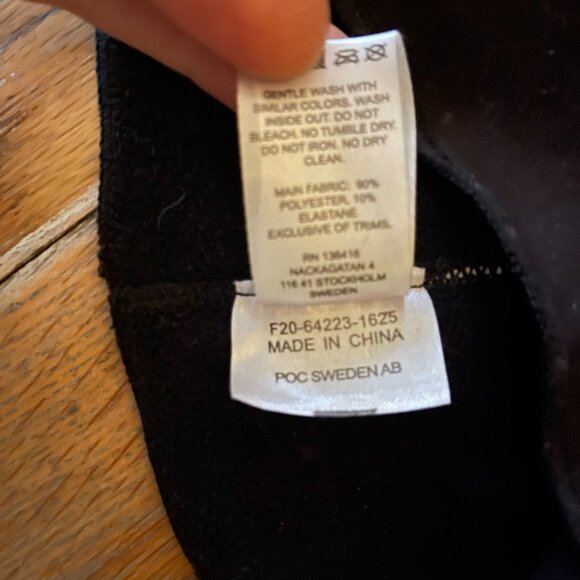 GENTLE WASH WITH
SIMILAR COLORS. WASH
INSIDE OUT. DO NOT
BLEACH. NO TUMBLE DRY.
DO NOT IRON. NO DRY
CLEAN.
MAIN FABRIC: 90%
POLYESTER, 10%
ELASTANE
EXCLUSIVE OF TRIMS.
RN 136416
NACKAGATAN 4
116 41 STOCKHOLM
SWEDEN
F20-64223-1625
MADE IN CHINA
POC SWEDEN AB